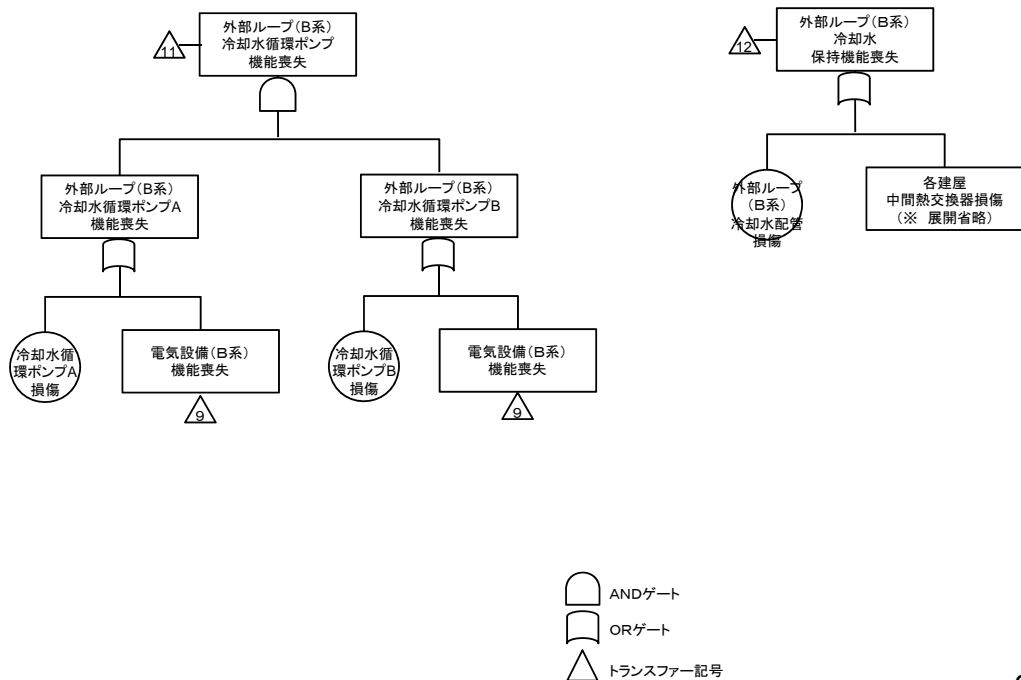 外部ループ(B系)
冷却水循環ポンプ
機能喪失
11
外部ループ(B系)
冷却水循環ポンプA
機能喪失
外部ループ(B系)
冷却水循環ポンプB
機能喪失
冷却水循
環ポンプA
損傷
電気設備(B系)
機能喪失
9
冷却水循
環ポンプB
損傷
電気設備(B系)
機能喪失
9
外部ループ(B系)
冷却水
保持機能喪失
12
外部ループ
(B系)
冷却水配管
損傷
各建屋
中間熱交換器損傷
(※ 展開省略)
ANDゲート
ORゲート
トランスファー記号